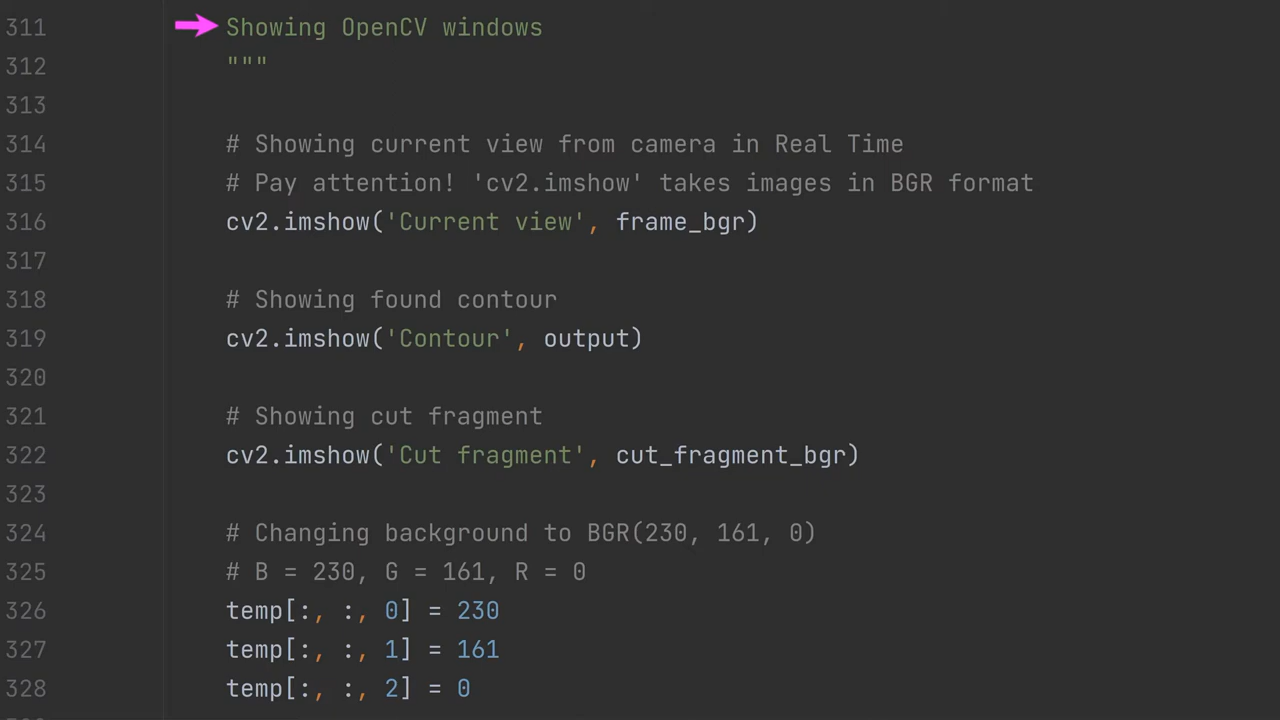 311 Showing OpenCV windows
312 """
313
314 # Showing current view from camera in Real Time
315 # Pay attention! 'cv2.imshow' takes images in BGR format
316 cv2.imshow('Current view', frame_bgr)
317
318 # Showing found contour
319 cv2.imshow('Contour', output)
320
321 # Showing cut fragment
322 cv2.imshow('Cut fragment', cut_fragment_bgr)
323
324 # Changing background to BGR(230, 161, 0)
325 # B = 230, G = 161, R = 0
326 temp[:, :, 0] = 230
327 temp[:, :, 1] = 161
328 temp[:, :, 2] = 0